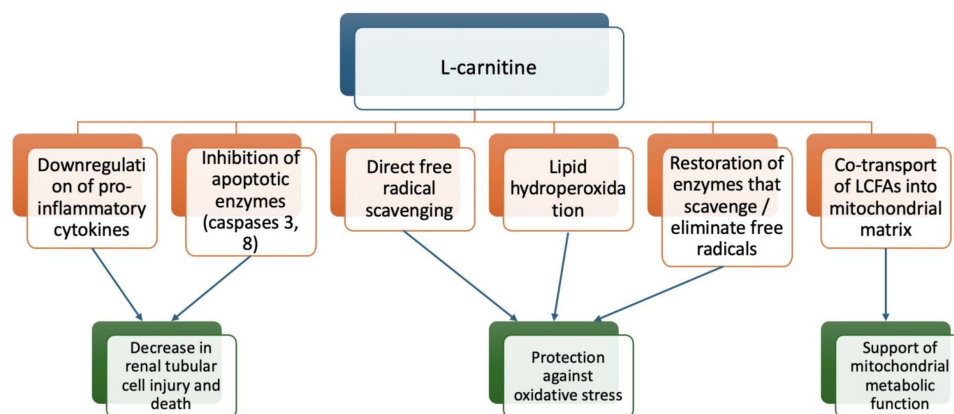 L-carnitine
Downregulati
on of pro-
inflammatory
cytokines
Inhibition of
apoptotic
enzymes
(caspases 3,
8)
Direct free
radical
scavenging
Lipid
hydroperoxida
tion
Restoration of
enzymes that
scavenge /
eliminate free
radicals
Co-transport
of LCFAs into
mitochondrial
matrix
Decrease in
renal tubular
cell injury and
death
Protection
against
oxidative stress
Support of
mitochondrial
metabolic
function